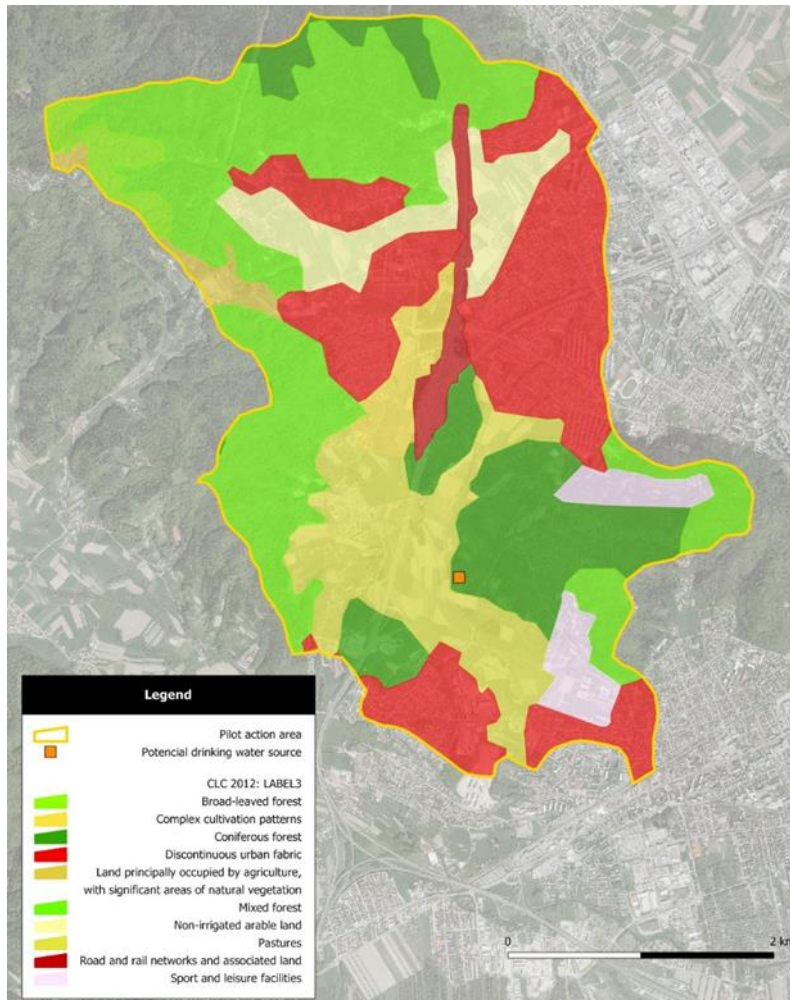 Legend
Pilot action area
Potencial drinking water source
CLC 2012: LABEL3
Broad-leaved forest
Complex cultivation patterns
Coniferous forest
Discontinuous urban fabric
Land principally occupied by agriculture,
with significant areas of natural vegetation
Mixed forest
Non-irrigated arable land
Pastures
Road and rail networks and associated land
Sport and leisure facilities
0
2 km